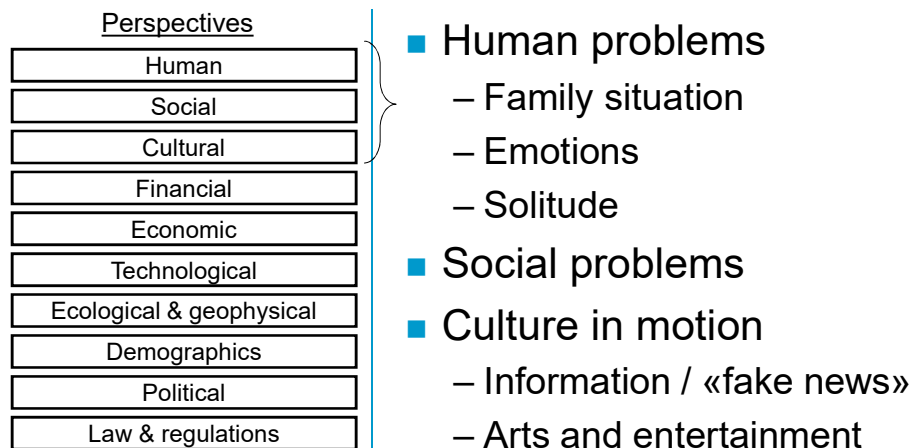 Perspectives
Human
Social
Cultural
Financial
Economic
Technological
Ecological & geophysical
Demographics
Political
Law & regulations
■ Human problems
– Family situation
– Emotions
– Solitude
■ Social problems
■ Culture in motion
– Information / «fake news»
– Arts and entertainment